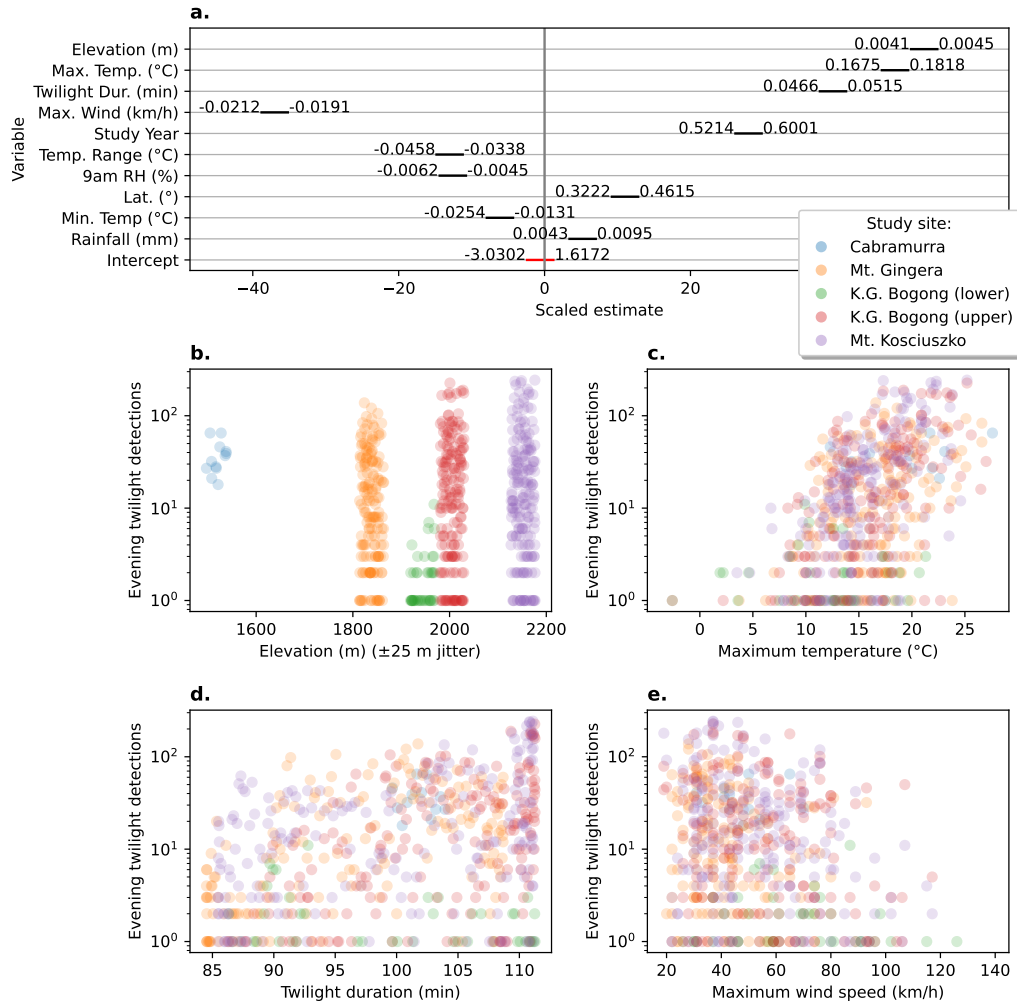 a.
Variable
Elevation (m) 0.0041 0.0045
Max. Temp. (°C) 0.1675 0.1818
Twilight Dur. (min) 0.0466 0.0515
Max. Wind (km/h) -0.0212 -0.0191
Study Year 0.5214 0.6001
Temp. Range (°C) -0.0458 -0.0338
9am RH (%) -0.0062 -0.0045
Lat. (°) 0.3222 0.4615
Min. Temp (°C) -0.0254 -0.0131
Rainfall (mm) 0.0043 0.0095
Intercept -3.0302 1.6172
−40 −20 0 20
Scaled estimate
Study site:
Cabramurra
Mt. Gingera
K.G. Bogong (lower)
K.G. Bogong (upper)
Mt. Kosciuszko
b.
Evening twilight detections
10²
10¹
10⁰
1600 1800 2000 2200
Elevation (m) (±25 m jitter)
c.
Evening twilight detections
10²
10¹
10⁰
0 5 10 15 20 25
Maximum temperature (°C)
d.
Evening twilight detections
10²
10¹
10⁰
85 90 95 100 105 110
Twilight duration (min)
e.
Evening twilight detections
10²
10¹
10⁰
20 40 60 80 100 120 140
Maximum wind speed (km/h)